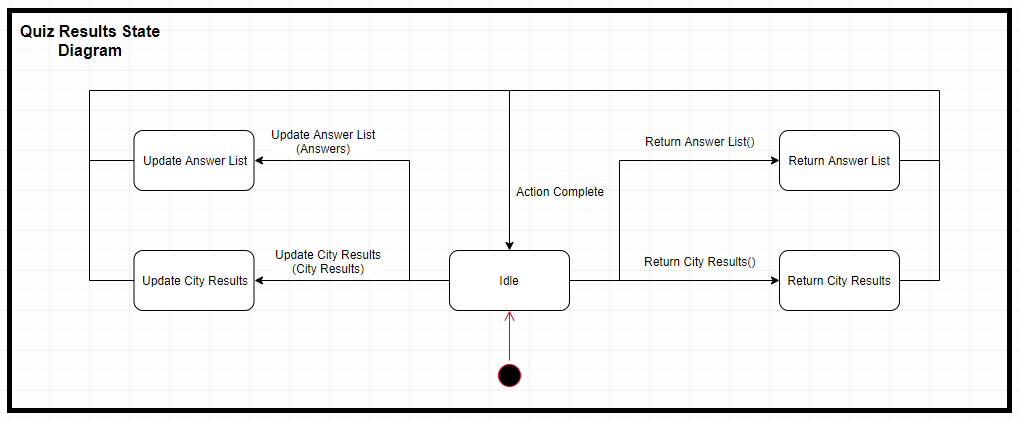 Quiz Results State
Diagram
Update Answer List
(Answers)
Return Answer List()
Update Answer List
Return Answer List
Action Complete
Update City Results
(City Results)
Return City Results()
Update City Results
Idle
Return City Results